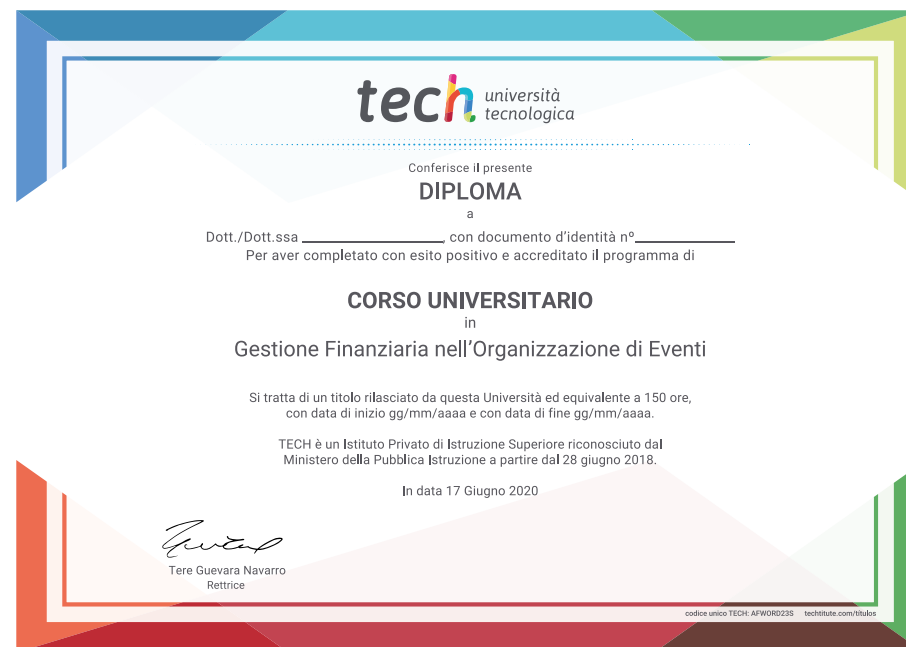 tech università
tecnologica
Conferisce il presente
DIPLOMA
a
Dott./Dott.ssa ____________________, con documento d'identità nº______________
Per aver completato con esito positivo e accreditato il programma di
CORSO UNIVERSITARIO
in
Gestione Finanziaria nell'Organizzazione di Eventi
Si tratta di un titolo rilasciato da questa Università ed equivalente a 150 ore,
con data di inizio gg/mm/aaaa e con data di fine gg/mm/aaaa.
TECH è un Istituto Privato di Istruzione Superiore riconosciuto dal
Ministero della Pubblica Istruzione a partire dal 28 giugno 2018.
In data 17 Giugno 2020
Tere Guevara Navarro
Rettrice
codice unico TECH: AFWORD23S techtitute.com/títulos